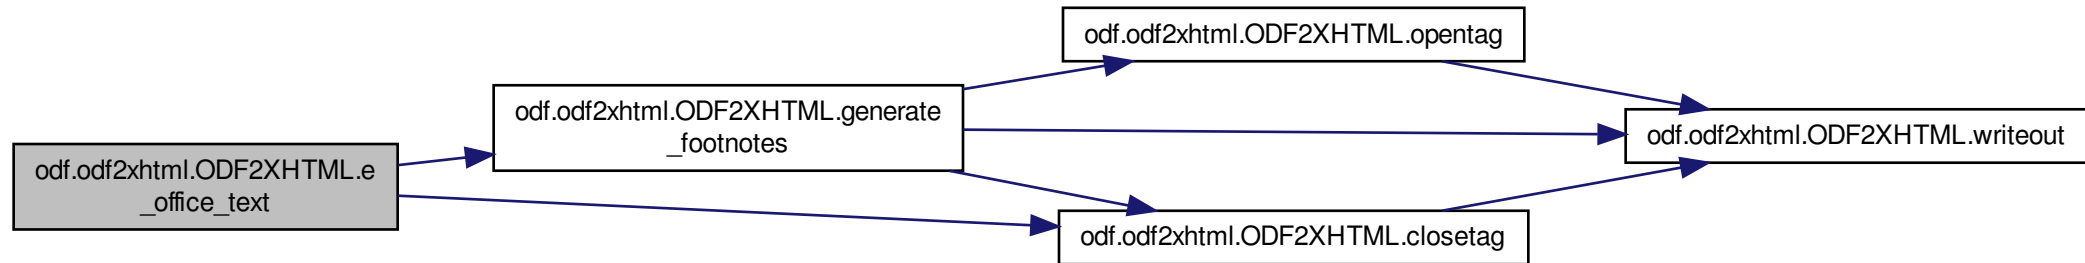 odf.odf2xhtml.ODF2XHTML.e
_office_text
odf.odf2xhtml.ODF2XHTML.generate
_footnotes
odf.odf2xhtml.ODF2XHTML.opentag
odf.odf2xhtml.ODF2XHTML.closetag
odf.odf2xhtml.ODF2XHTML.writeout